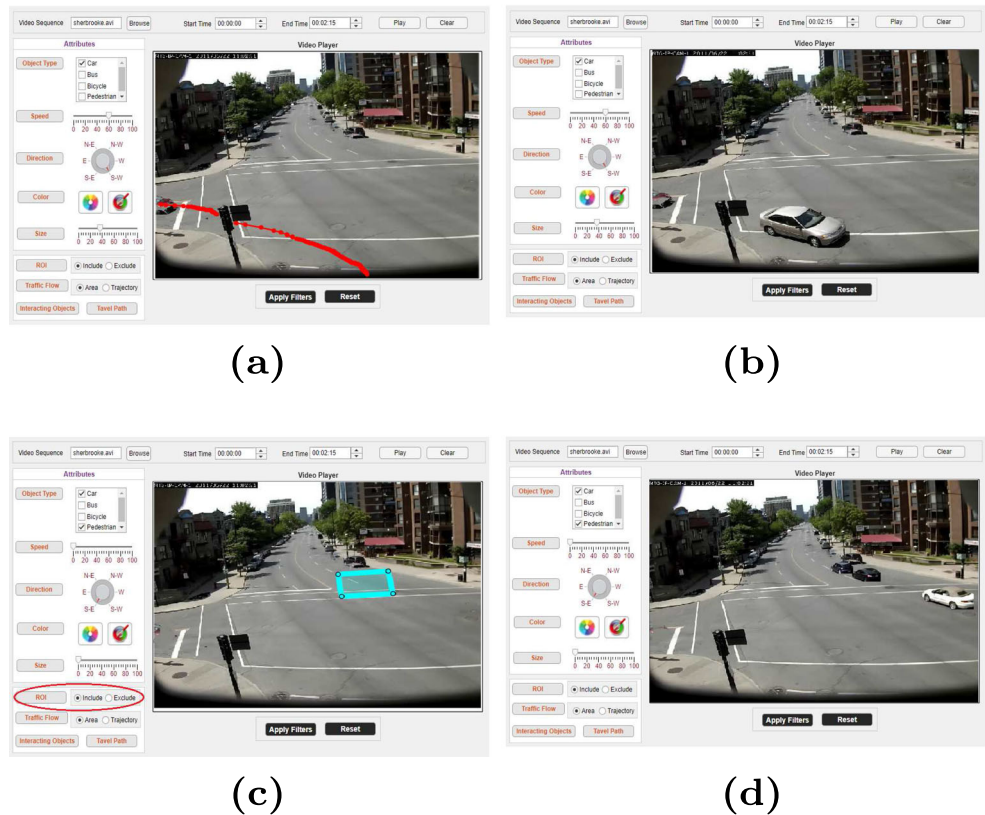 Video Sequence sherbrooke.avi Browse Start Time 00:00:00 End Time 00:02:15 Play Clear
Attributes
Video Player
Object Type
Car
Bus
Bicycle
Pedestrian
Speed
0 20 40 60 80 100
N-E N-W
Direction E W
S-E S-W
Color
Size
0 20 40 60 80 100
ROI Include Exclude
Traffic Flow Area Trajectory
Interacting Objects Tavel Path
Apply Filters Reset
(a)
Video Sequence sherbrooke.avi Browse Start Time 00:00:00 End Time 00:02:15 Play Clear
Attributes
Video Player
Object Type
Car
Bus
Bicycle
Pedestrian
Speed
0 20 40 60 80 100
N-E N-W
Direction E W
S-E S-W
Color
Size
0 20 40 60 80 100
ROI Include Exclude
Traffic Flow Area Trajectory
Interacting Objects Tavel Path
Apply Filters Reset
(b)
Video Sequence sherbrooke.avi Browse Start Time 00:00:00 End Time 00:02:15 Play Clear
Attributes
Video Player
Object Type
Car
Bus
Bicycle
Pedestrian
Speed
0 20 40 60 80 100
N-E N-W
Direction E W
S-E S-W
Color
Size
0 20 40 60 80 100
ROI Include Exclude
Traffic Flow Area Trajectory
Interacting Objects Tavel Path
Apply Filters Reset
(c)
Video Sequence sherbrooke.avi Browse Start Time 00:00:00 End Time 00:02:15 Play Clear
Attributes
Video Player
Object Type
Car
Bus
Bicycle
Pedestrian
Speed
0 20 40 60 80 100
N-E N-W
Direction E W
S-E S-W
Color
Size
0 20 40 60 80 100
ROI Include Exclude
Traffic Flow Area Trajectory
Interacting Objects Tavel Path
Apply Filters Reset
(d)